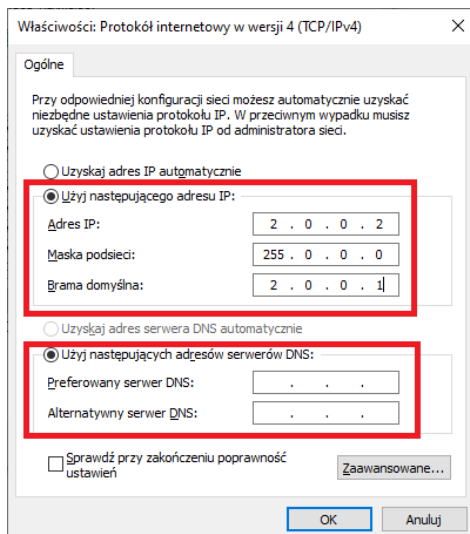 Właściwości: Protokół internetowy w wersji 4 (TCP/IPv4)
Ogólne
Przy odpowiedniej konfiguracji sieci możesz automatycznie uzyskać
niezbędne ustawienia protokołu IP. W przeciwnym wypadku musisz
uzyskać ustawienia protokołu IP od administratora sieci.
Uzyskaj adres IP automatycznie
Użyj następującego adresu IP:
Adres IP: 2 . 0 . 0 . 2
Maska podsieci: 255 . 0 . 0 . 0
Brama domyślna: 2 . 0 . 0 . 1
Uzyskaj adres serwera DNS automatycznie
Użyj następujących adresów serwerów DNS:
Preferowany serwer DNS: . . .
Alternatywny serwer DNS: . . .
Sprawdź przy zakończeniu poprawność
ustawień
Zaawansowane...
OK Anuluj